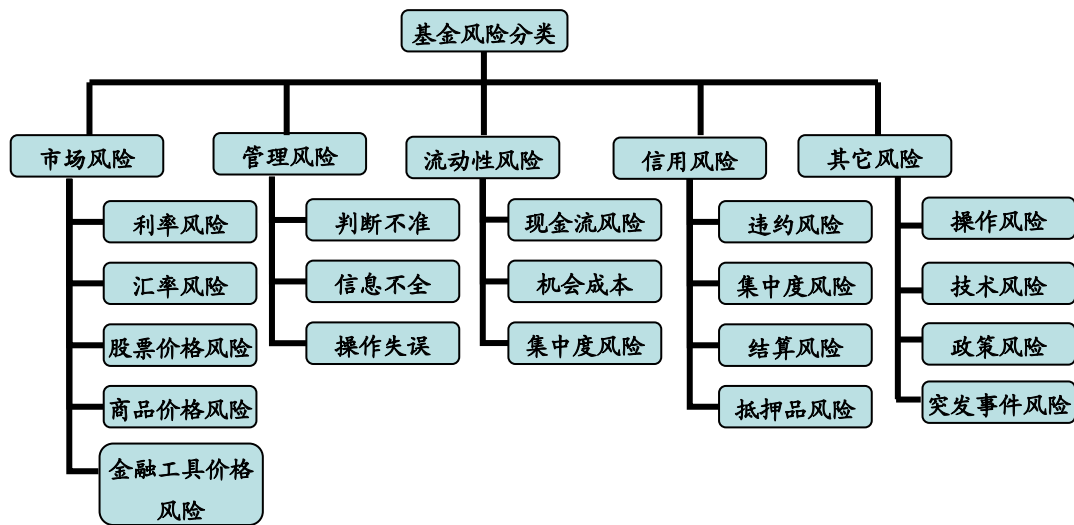 基金风险分类
市场风险
管理风险
流动性风险
信用风险
其它风险
利率风险
汇率风险
股票价格风险
商品价格风险
金融工具价格
风险
判断不准
信息不全
操作失误
现金流风险
机会成本
集中度风险
违约风险
集中度风险
结算风险
抵押品风险
操作风险
技术风险
政策风险
突发事件风险